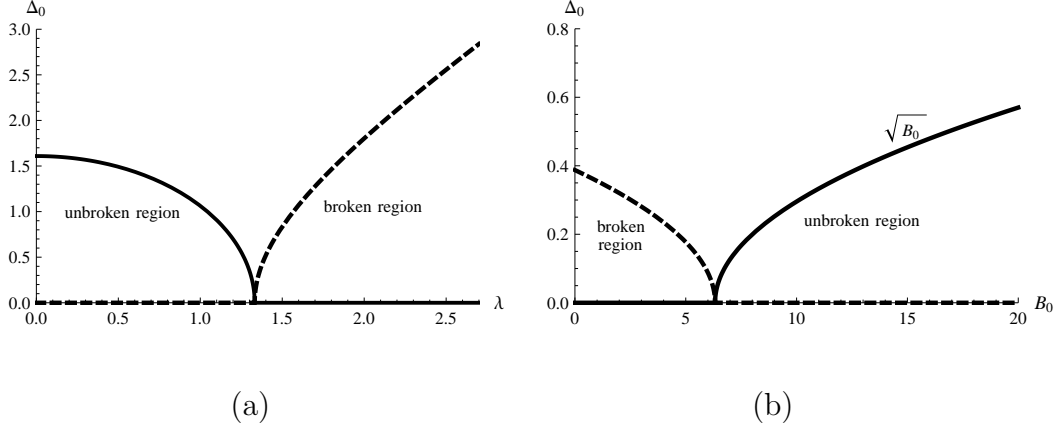 Δ₀
3.0
2.5
2.0
1.5
1.0
0.5
0.0
unbroken region
broken region
0.0 0.5 1.0 1.5 2.0 2.5 λ
(a)
Δ₀
0.8
0.6
0.4
0.2
0.0
√B₀
broken
region
unbroken region
0 5 10 15 20 B₀
(b)